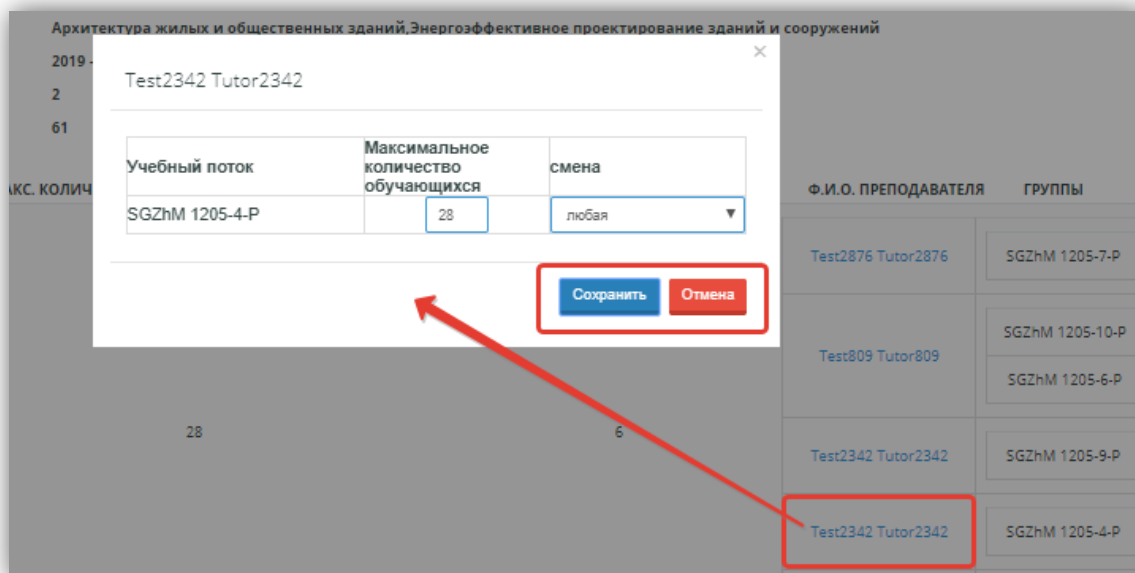 Архитектура жилых и общественных зданий,Энергоэффективное проектирование зданий и сооружений
2019 -
2
61
Test2342 Tutor2342
×
Учебный поток
Максимальное
количество
обучающихся
смена
SGZhM 1205-4-P
28
любая
Сохранить
Отмена
АКС. КОЛИЧ
Ф.И.О. ПРЕПОДАВАТЕЛЯ
ГРУППЫ
Test2876 Tutor2876
SGZhM 1205-7-P
Test809 Tutor809
SGZhM 1205-10-P
SGZhM 1205-6-P
28
6
Test2342 Tutor2342
SGZhM 1205-9-P
Test2342 Tutor2342
SGZhM 1205-4-P